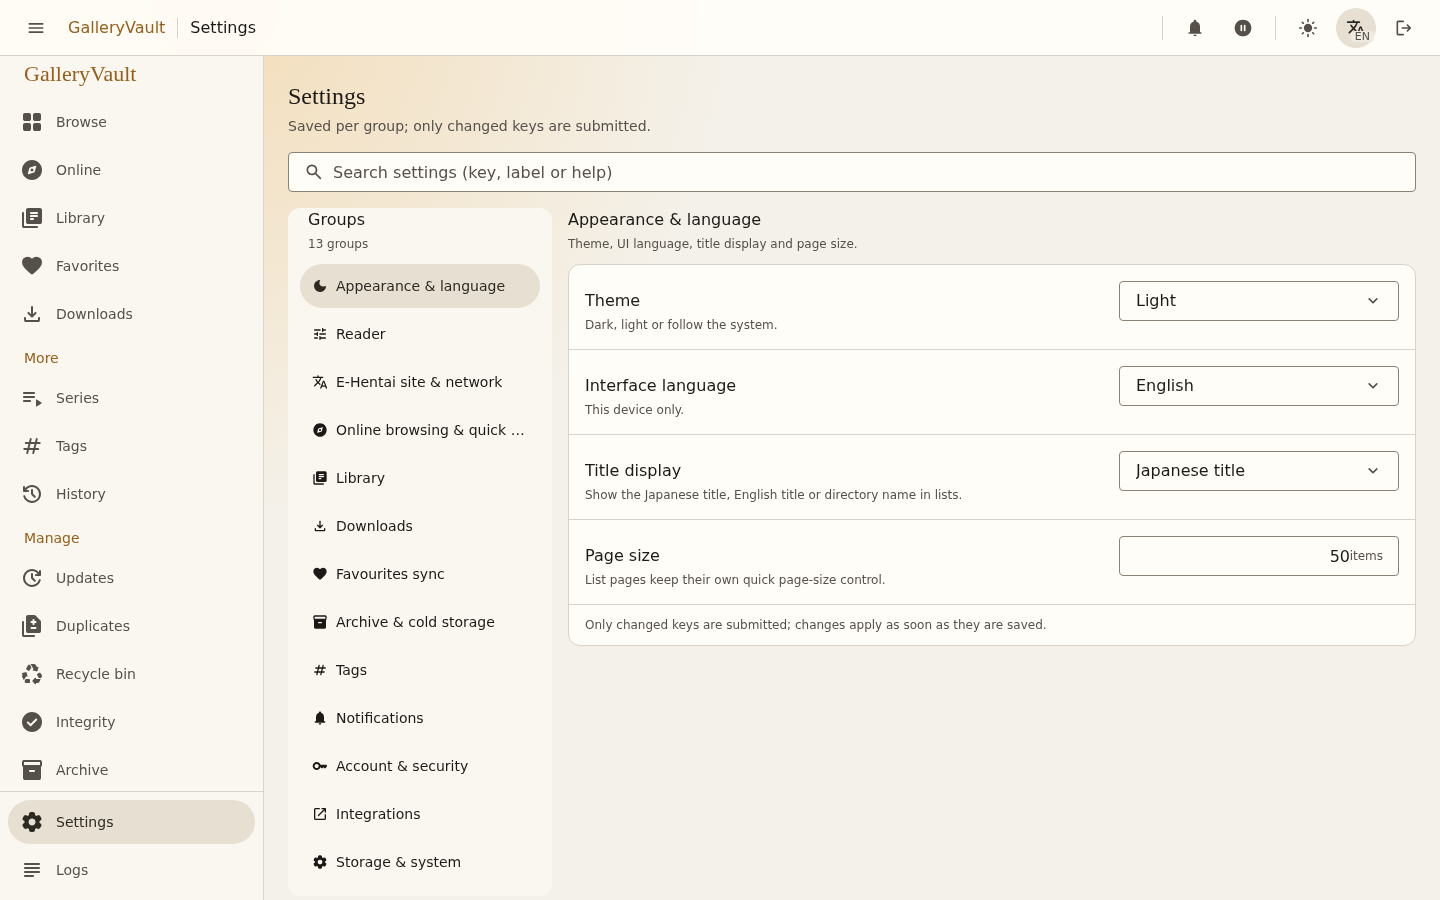 GalleryVault
Settings
EN
GalleryVault
Browse
Online
Library
Favorites
Downloads
More
Series
Tags
History
Manage
Updates
Duplicates
Recycle bin
Integrity
Archive
Settings
Logs
Settings
Saved per group; only changed keys are submitted.
Search settings (key, label or help)
Groups
13 groups
Appearance & language
Reader
E-Hentai site & network
Online browsing & quick ...
Library
Downloads
Favourites sync
Archive & cold storage
Tags
Notifications
Account & security
Integrations
Storage & system
Appearance & language
Theme, UI language, title display and page size.
Theme
Dark, light or follow the system.
Light
Interface language
This device only.
English
Title display
Show the Japanese title, English title or directory name in lists.
Japanese title
Page size
List pages keep their own quick page-size control.
50 items
Only changed keys are submitted; changes apply as soon as they are saved.